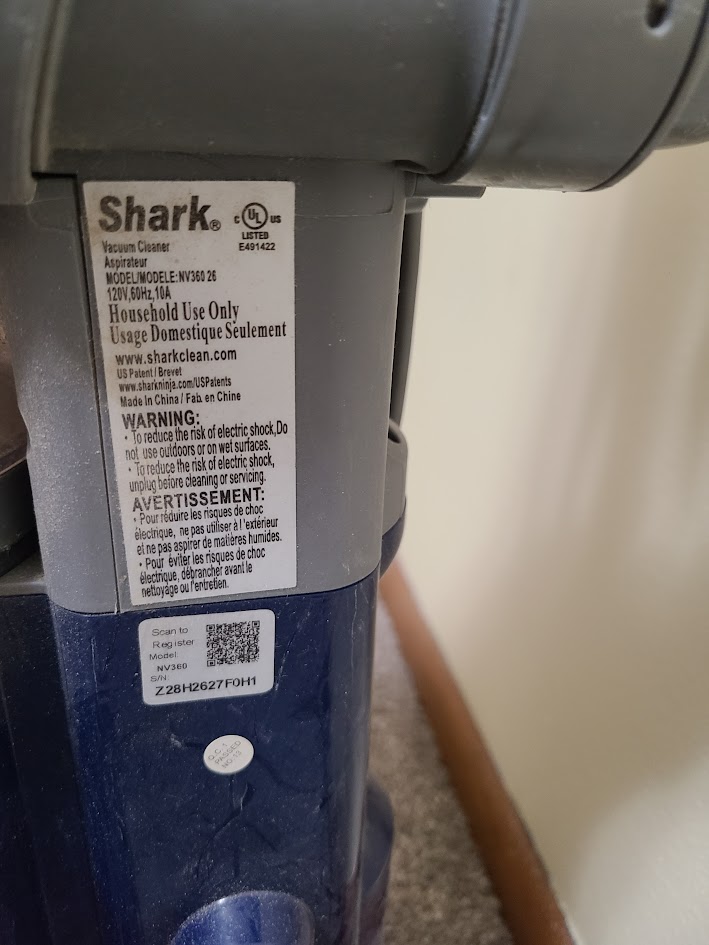 Shark®
C UL US
LISTED
E491422
Vacuum Cleaner
Aspirateur
MODEL/MODELE:NV360 26
120V,60Hz,10A
Household Use Only
Usage Domestique Seulement
www.sharkclean.com
US Patent / Brevet
www.sharkninja.com/USPatents
Made in China / Fab. en Chine
WARNING:
· To reduce the risk of electric shock,Do
not use outdoors or on wet surfaces.
· To reduce the risk of electric shock,
unplug before cleaning or servicing.
AVERTISSEMENT:
· Pour réduire les risques de choc
électrique, ne pas utiliser à l'extérieur
et ne pas aspirer de matières humides.
· Pour éviter les risques de choc
électrique, débrancher avant le
nettoyage ou l'entretien.
Scan to
Register
Model:
NV360
S/N:
Z28H2627F0H1
Q.C.1
PASSED
NO.13